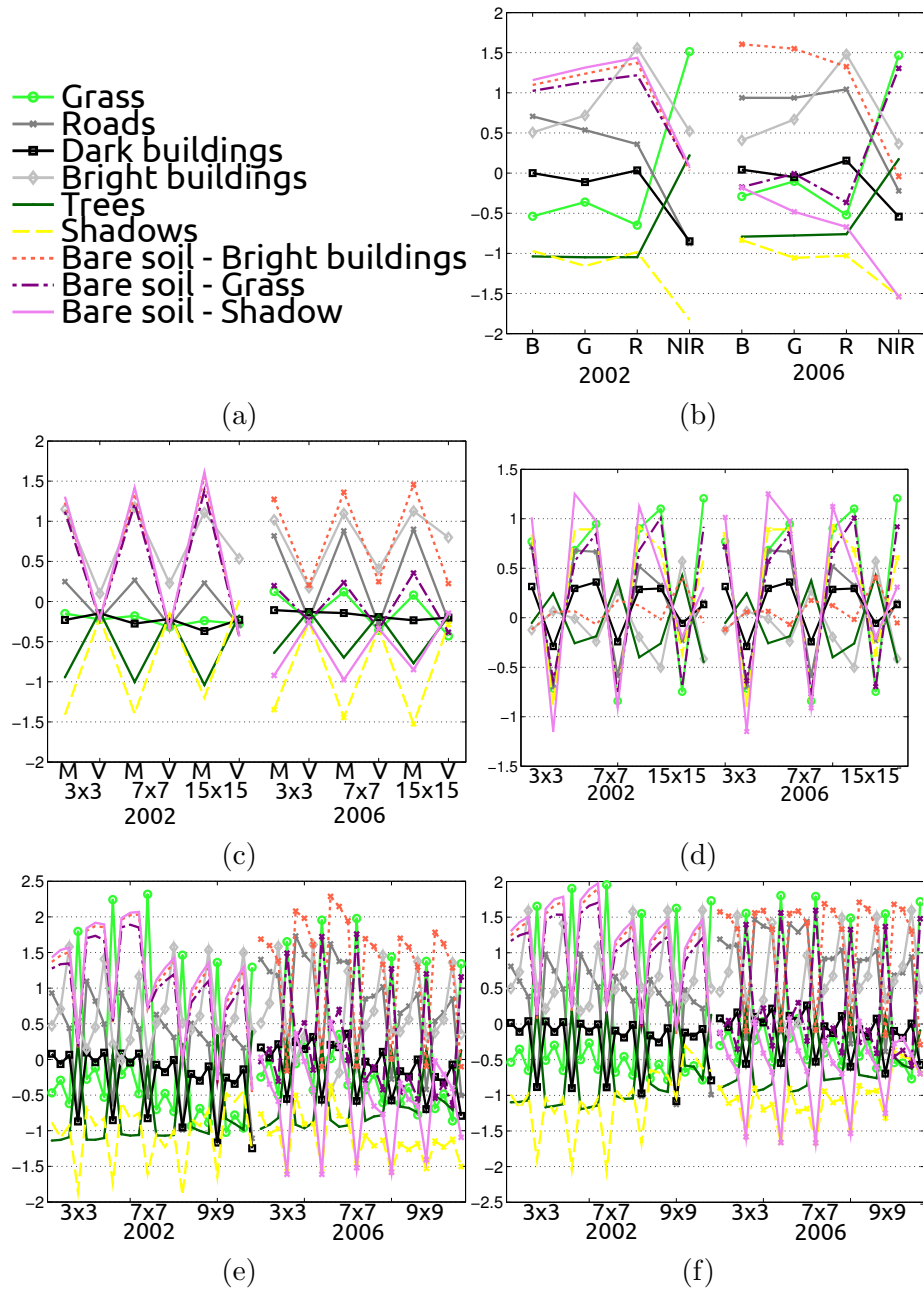 Grass
Roads
Dark buildings
Bright buildings
Trees
Shadows
Bare soil - Bright buildings
Bare soil - Grass
Bare soil - Shadow
(a)
2
1.5
1
0.5
0
−0.5
−1
−1.5
−2
B G R NIR B G R NIR
2002 2006
(b)
2
1.5
1
0.5
0
−0.5
−1
−1.5
−2
M V M V M V M V M V M V
3x3 7x7 15x15 3x3 7x7 15x15
2002 2006
(c)
1.5
1
0.5
0
−0.5
−1
−1.5
3x3 7x7 15x15 3x3 7x7 15x15
2002 2006
(d)
2.5
2
1.5
1
0.5
0
−0.5
−1
−1.5
−2
3x3 7x7 9x9 3x3 7x7 9x9
2002 2006
(e)
2
1.5
1
0.5
0
−0.5
−1
−1.5
−2
−2.5
3x3 7x7 9x9 3x3 7x7 9x9
2002 2006
(f)